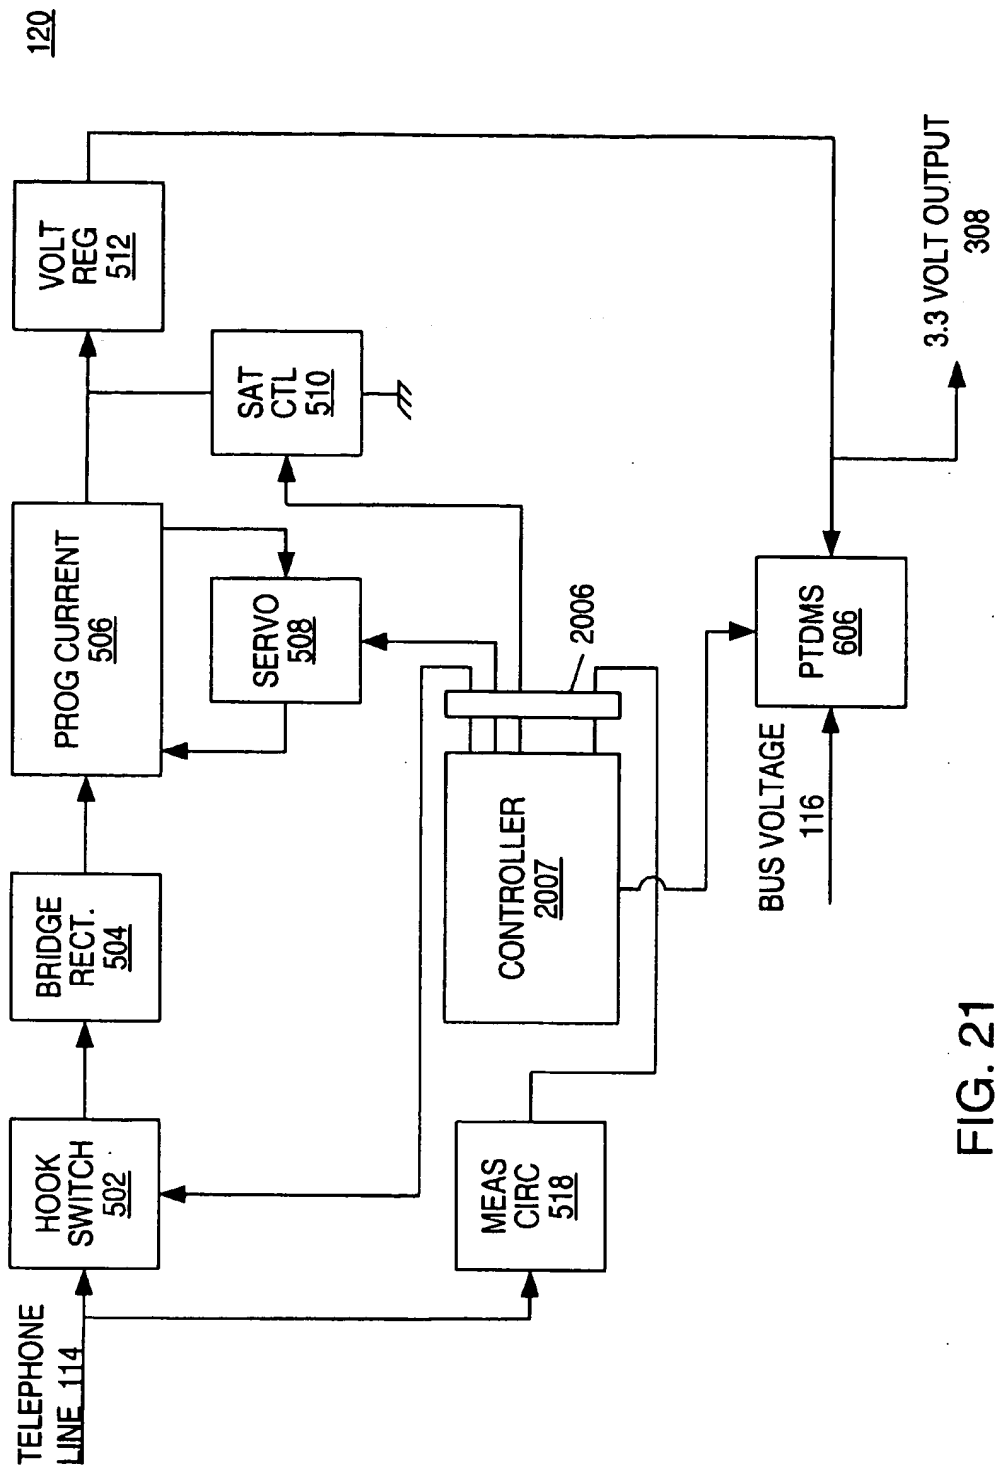 120
TELEPHONE
LINE 114
HOOK
SWITCH
502
BRIDGE
RECT.
504
PROG CURRENT
506
VOLT
REG
512
SERVO
508
SAT
CTL
510
MEAS
CIRC
518
CONTROLLER
2007
2006
BUS VOLTAGE
116
PTDMS
606
3.3 VOLT OUTPUT
308
FIG. 21